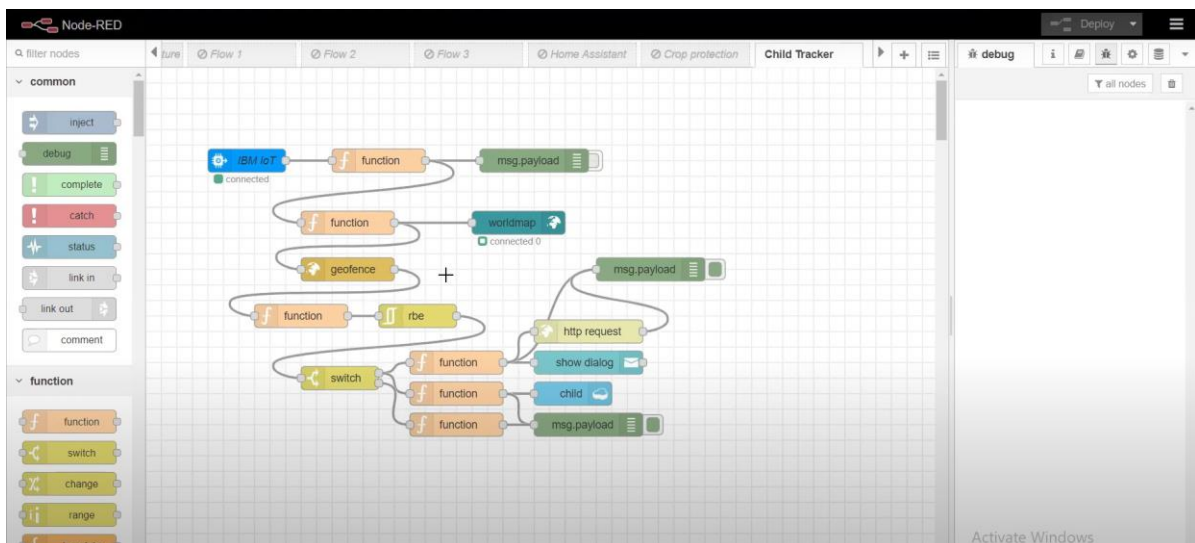 Node-RED
Deploy
filter nodes
ture
Flow 1
Flow 2
Flow 3
Home Assistant
Crop protection
Child Tracker
debug
i
all nodes
common
inject
debug
complete
catch
status
link in
link out
comment
function
function
switch
change
range
IBM IoT
connected
function
msg.payload
function
worldmap
connected 0
geofence
msg.payload
function
rbe
http request
switch
function
show dialog
function
child
function
msg.payload
Activate Windows